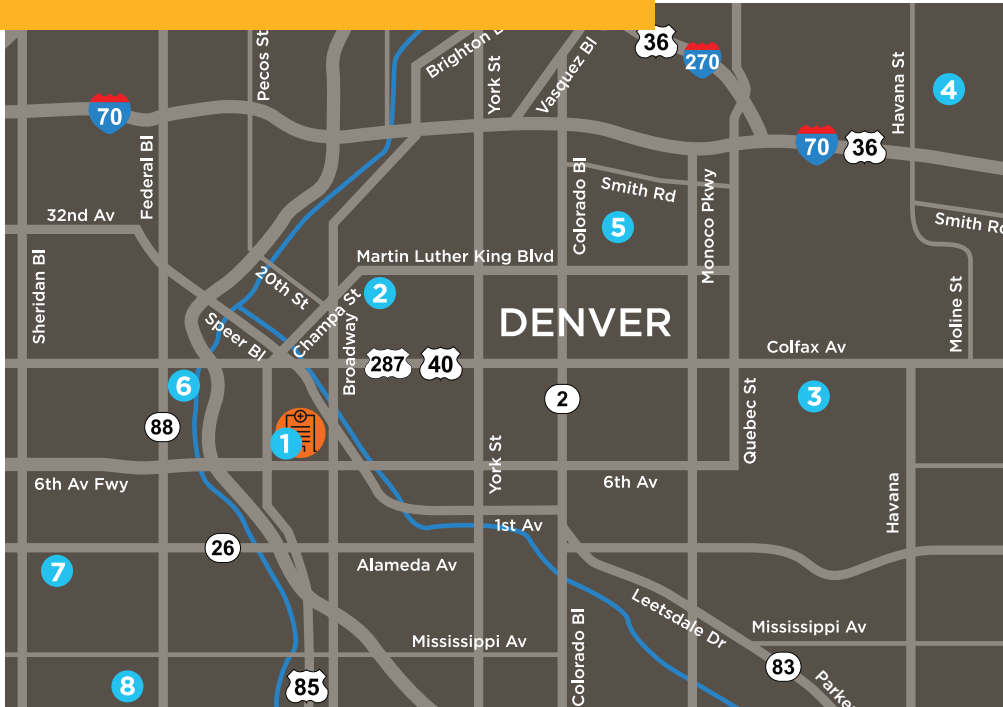 Pecos St
Brighton
York St
Vasquez Bl
36
270
Havana St
4
70
Federal Bl
70
36
Colorado Bl
Smith Rd
Monoco Pkwy
32nd Av
5
Smith Rd
Sheridan Bl
Martin Luther King Blvd
20th St
2
Champa St
Speer Bl
Broadway
DENVER
Moline St
Colfax Av
287
40
6
2
3
Quebec St
88
1
York St
6th Av Fwy
6th Av
Havana
1st Av
26
Alameda Av
7
Leetsdale Dr
Colorado Bl
Mississippi Av
Mississippi Av
83
8
85